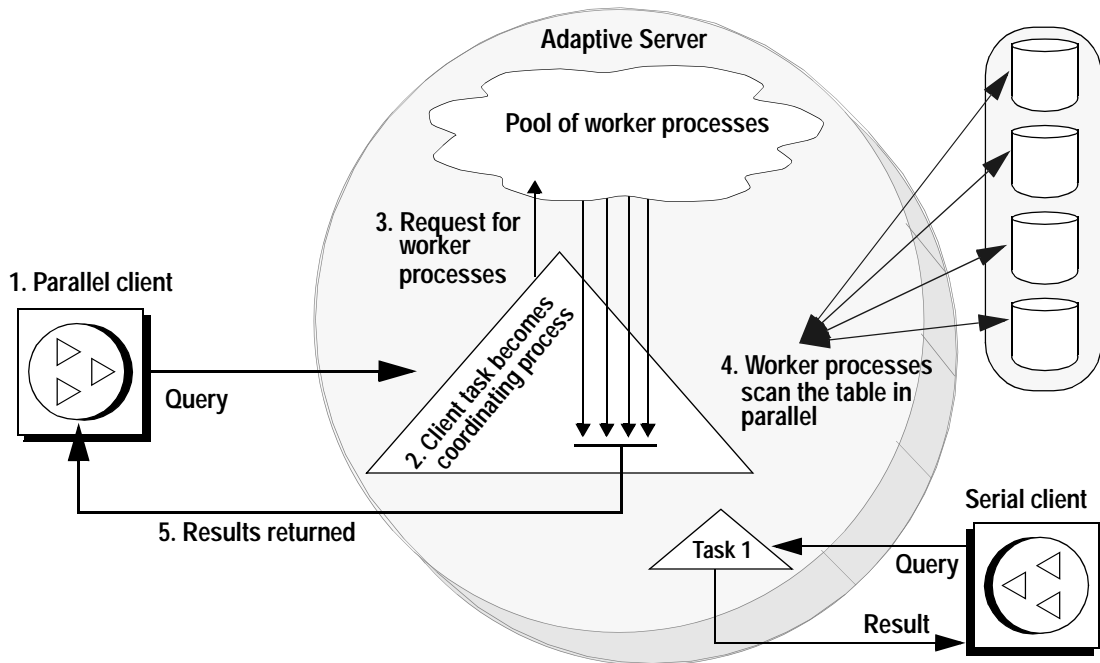 Adaptive Server
Pool of worker processes
3. Request for
worker
processes
1. Parallel client
Query
2. Client task becomes
coordinating process
4. Worker processes
scan the table in
parallel
5. Results returned
Serial client
Task 1
Query
Result